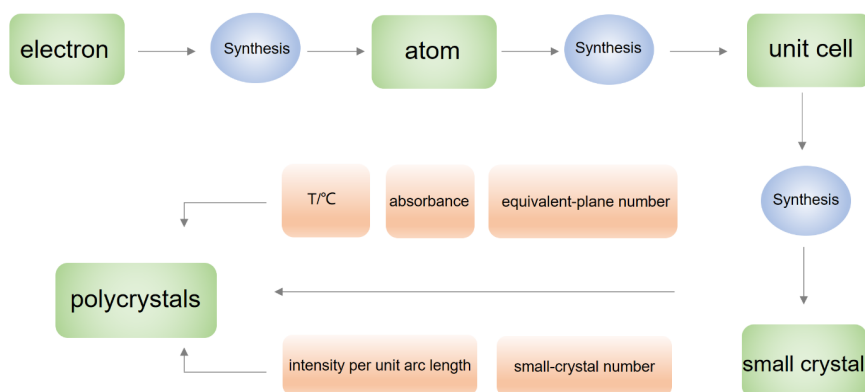 electron
Synthesis
atom
Synthesis
unit cell
Synthesis
T/℃
absorbance
equivalent-plane number
polycrystals
intensity per unit arc length
small-crystal number
small crystal